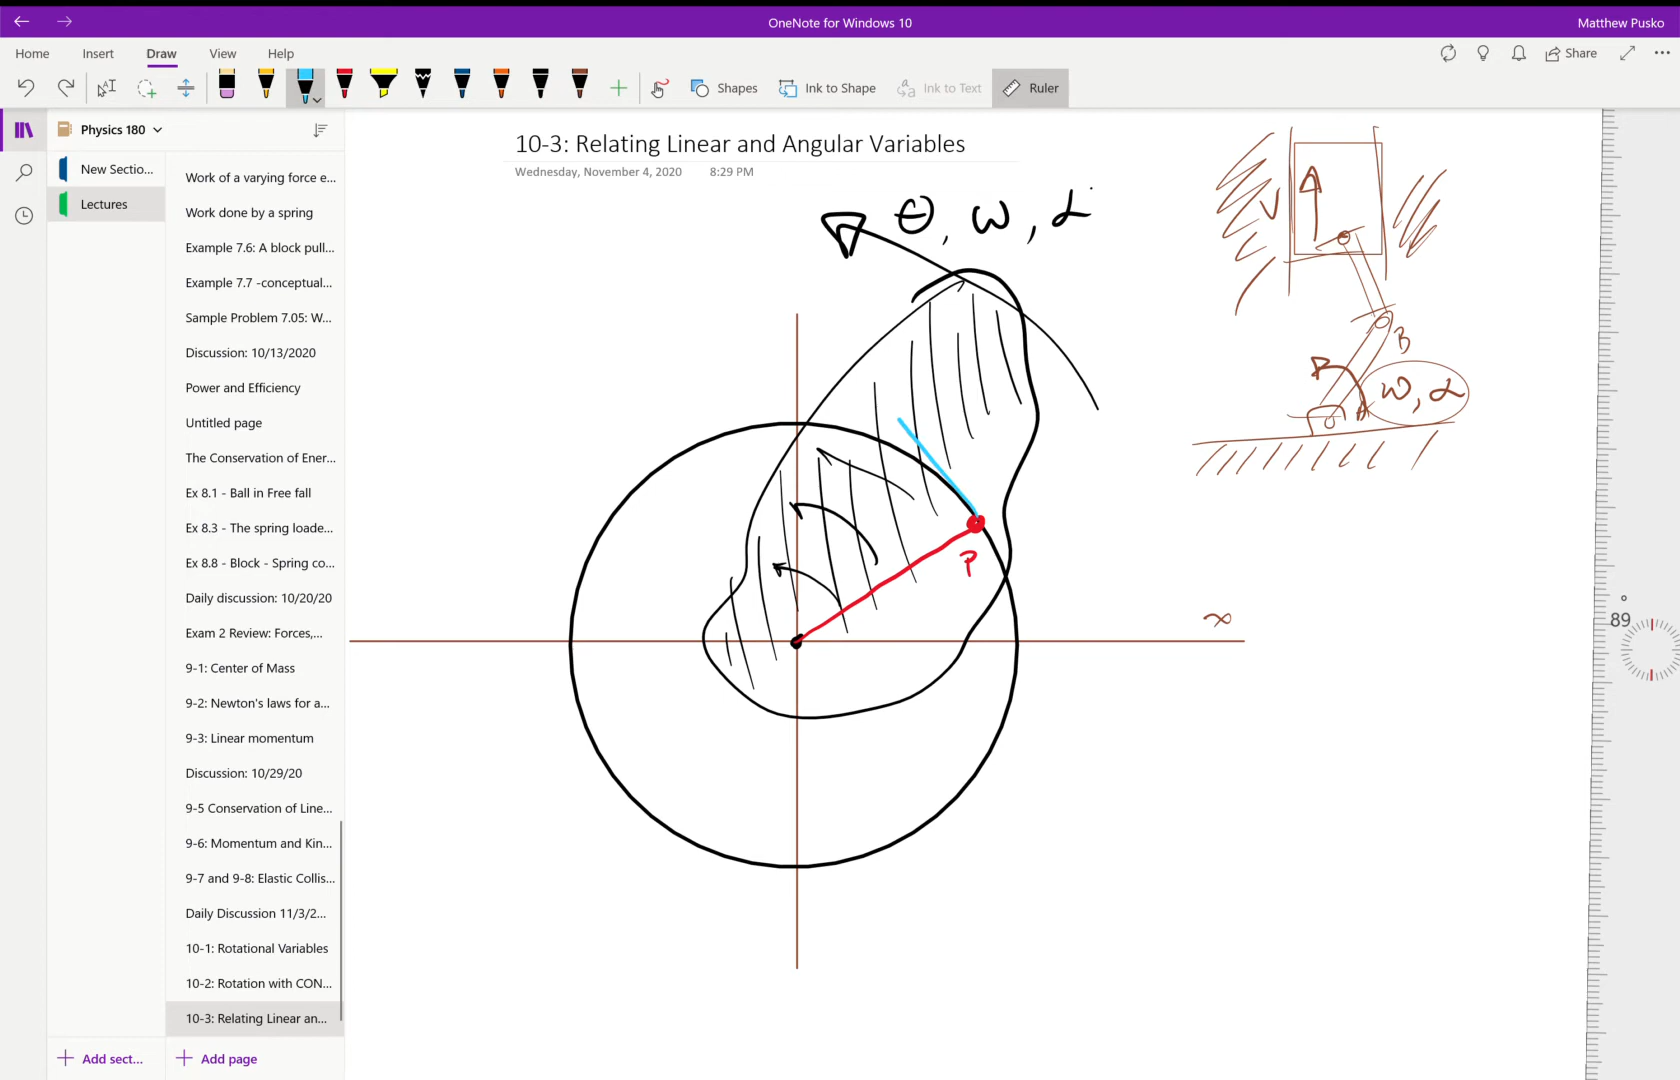 OneNote for Windows 10
Matthew Pusko
Home Insert Draw View Help
Share
Shapes
Ink to Shape
Ink to Text
Ruler
Physics 180
New Sectio...
Lectures
Work of a varying force e...
Work done by a spring
Example 7.6: A block pull...
Example 7.7 -conceptual...
Sample Problem 7.05: W...
Discussion: 10/13/2020
Power and Efficiency
Untitled page
The Conservation of Ener...
Ex 8.1 - Ball in Free fall
Ex 8.3 - The spring loade...
Ex 8.8 - Block - Spring co...
Daily discussion: 10/20/20
Exam 2 Review: Forces,...
9-1: Center of Mass
9-2: Newton's laws for a...
9-3: Linear momentum
Discussion: 10/29/20
9-5 Conservation of Line...
9-6: Momentum and Kin...
9-7 and 9-8: Elastic Collis...
Daily Discussion 11/3/2...
10-1: Rotational Variables
10-2: Rotation with CON...
10-3: Relating Linear an...
Add sect...
Add page
10-3: Relating Linear and Angular Variables
Wednesday, November 4, 2020 8:29 PM
θ, ω, α
V
B
A
ω, α
P
x
89°